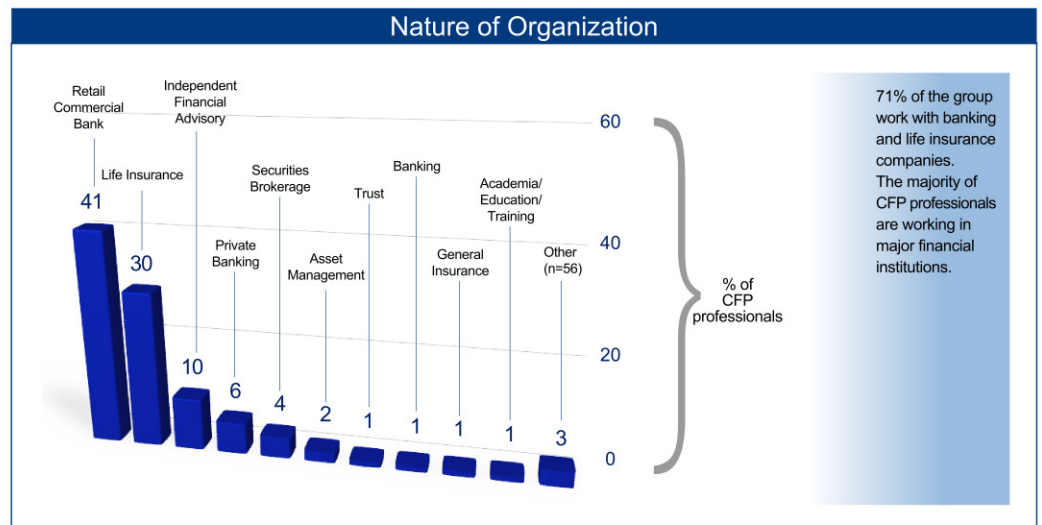 Nature of Organization
Retail
Commercial
Bank
41
Life Insurance
30
Independent
Financial
Advisory
10
Private
Banking
6
Securities
Brokerage
4
Asset
Management
2
Trust
1
Banking
1
General
Insurance
1
Academia/
Education/
Training
1
Other
(n=56)
3
60
40
20
0
% of
CFP
professionals
71% of the group
work with banking
and life insurance
companies.
The majority of
CFP professionals
are working in
major financial
institutions.